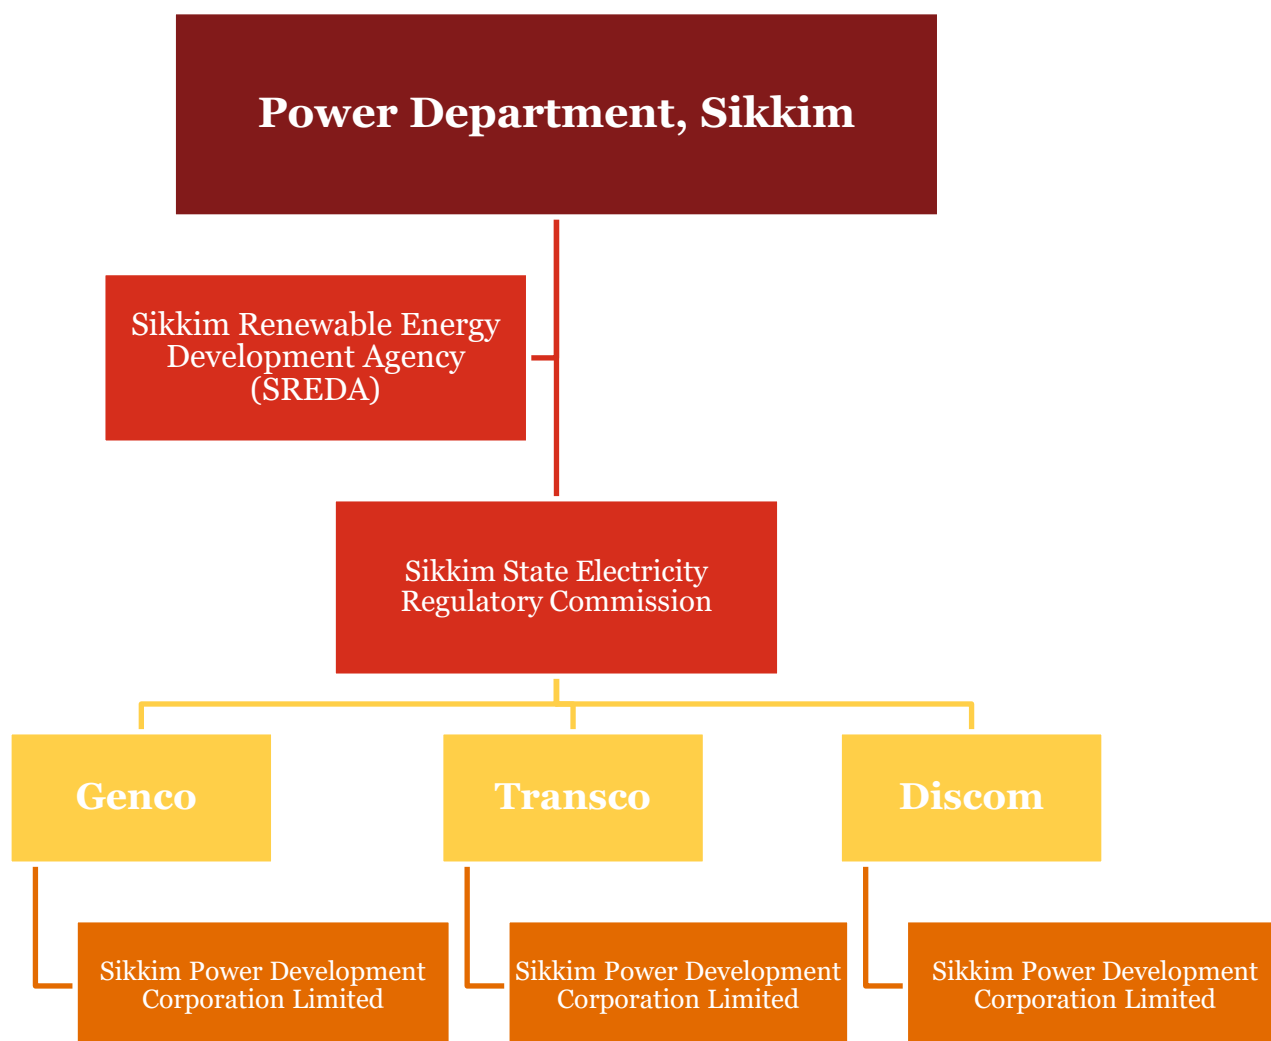 Power Department, Sikkim
Sikkim Renewable Energy
Development Agency
(SREDA)
Sikkim State Electricity
Regulatory Commission
Genco
Transco
Discom
Sikkim Power Development
Corporation Limited
Sikkim Power Development
Corporation Limited
Sikkim Power Development
Corporation Limited